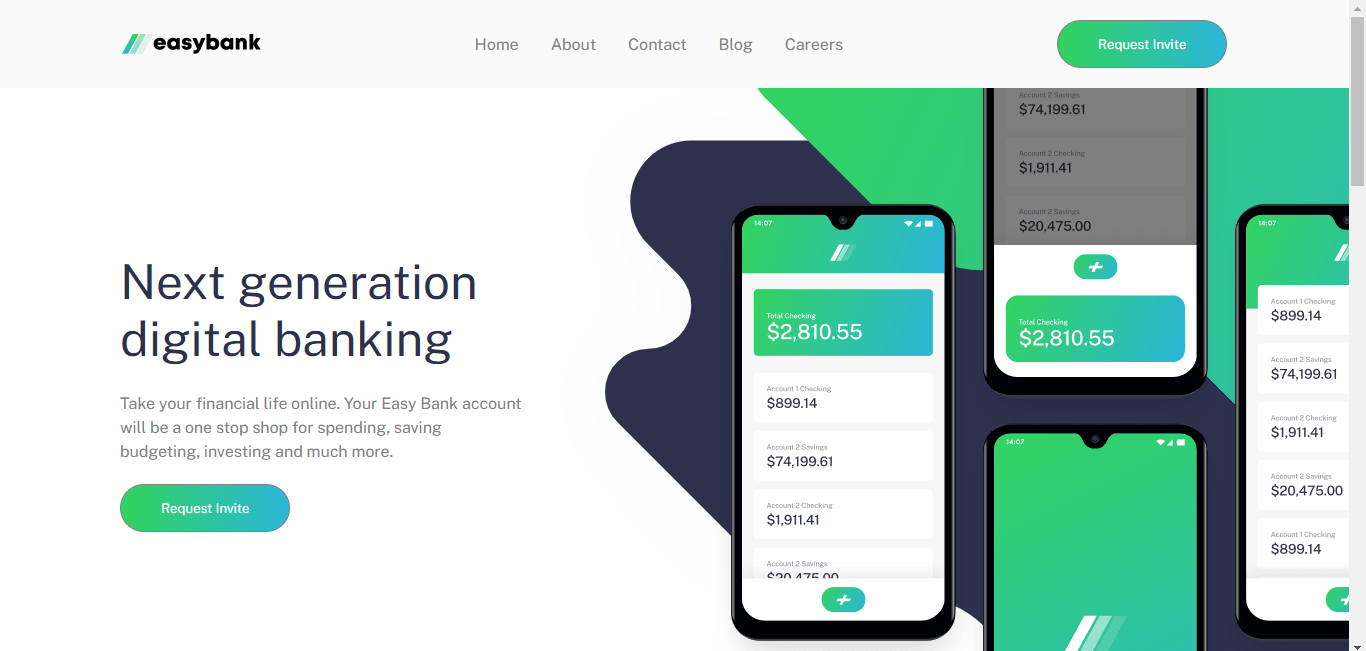 easybank
Home
About
Contact
Blog
Careers
Request Invite
Next generation
digital banking
Take your financial life online. Your Easy Bank account
will be a one stop shop for spending, saving
budgeting, investing and much more.
Request Invite
14:07
Total Checking
$2,810.55
Account 1 Checking
$899.14
Account 2 Savings
$74,199.61
Account 2 Checking
$1,911.41
Account 2 Savings
$20,475.00
Account 2 Savings
$74,199.61
Account 2 Checking
$1,911.41
Account 2 Savings
$20,475.00
Total Checking
$2,810.55
14:07
14:07
Account 1 Checking
$899.14
Account 2 Savings
$74,199.61
Account 2 Checking
$1,911.41
Account 2 Savings
$20,475.00
Account 1 Checking
$899.14